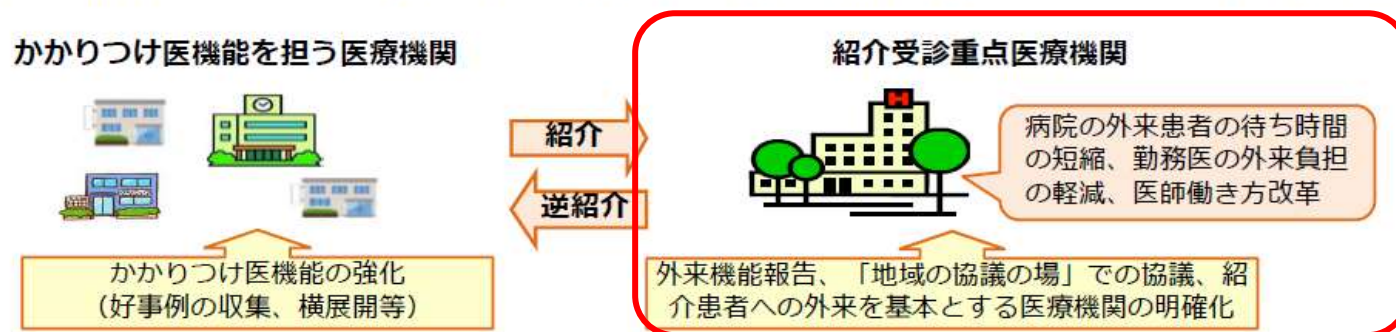 かかりつけ医機能を担う医療機関
紹介受診重点医療機関
H
紹介
逆紹介
病院の外来患者の待ち時間
の短縮、勤務医の外来負担
の軽減、医師働き方改革
かかりつけ医機能の強化
（好事例の収集、横展開等）
外来機能報告、「地域の協議の場」での協議、紹
介患者への外来を基本とする医療機関の明確化